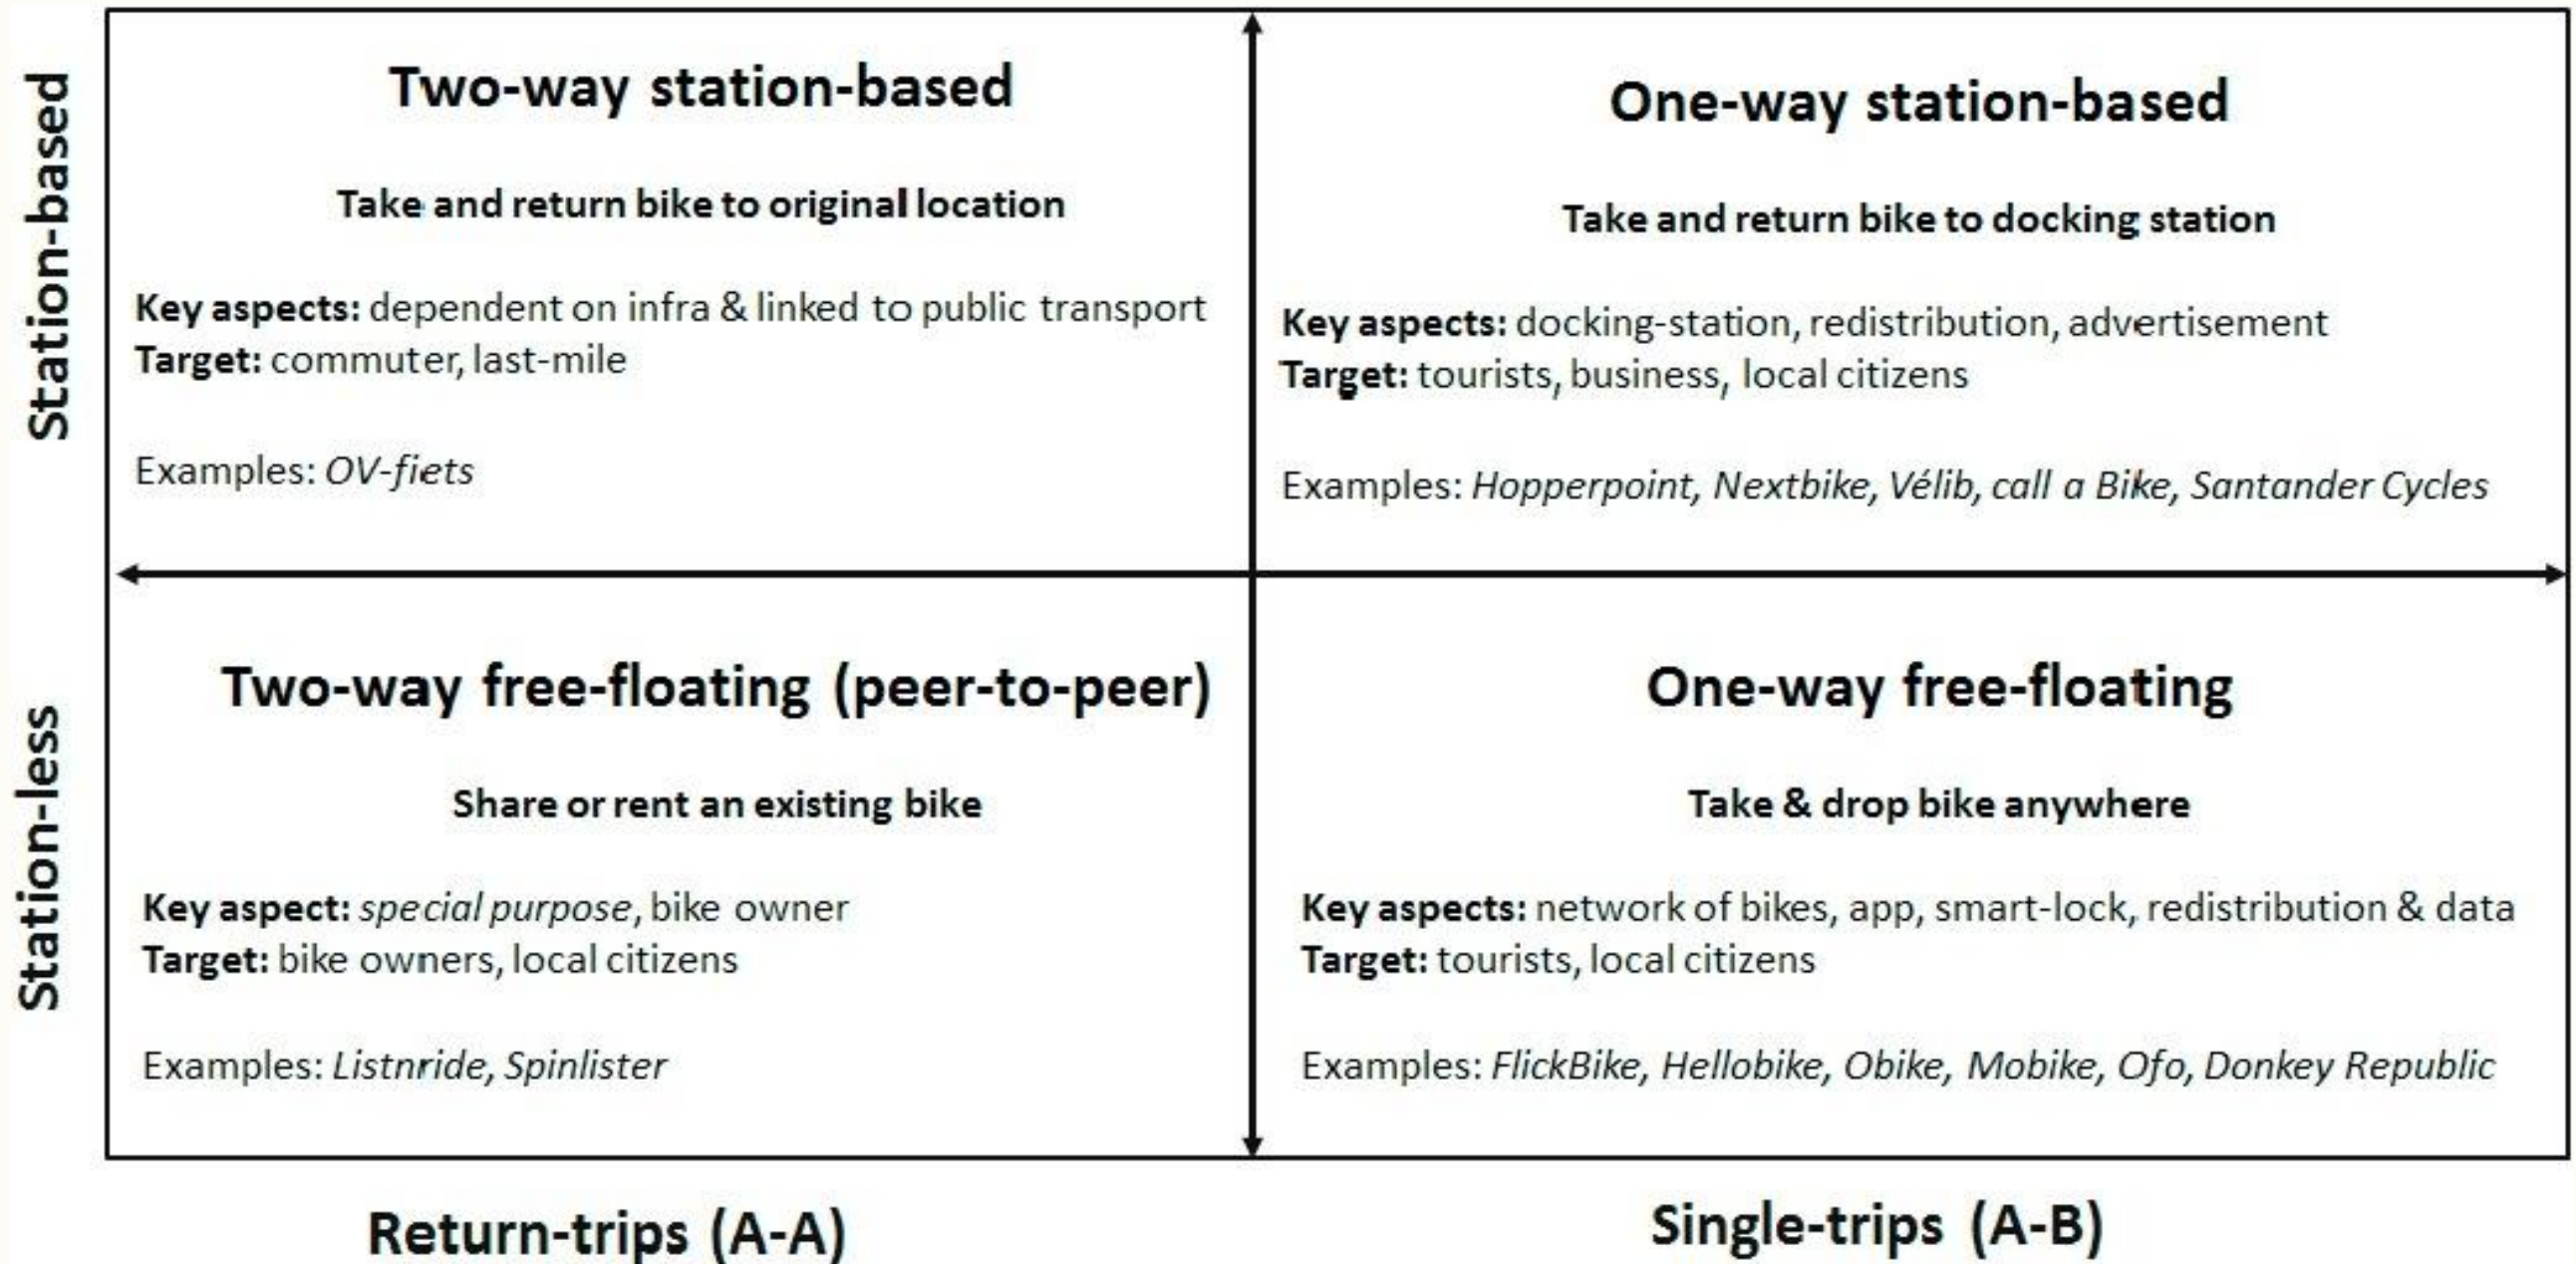 Station-based
Two-way station-based
Take and return bike to original location
Key aspects: dependent on infra & linked to public transport
Target: commuter, last-mile
Examples: OV-fiets
One-way station-based
Take and return bike to docking station
Key aspects: docking-station, redistribution, advertisement
Target: tourists, business, local citizens
Examples: Hopperpoint, Nextbike, Vélib, call a Bike, Santander Cycles
Station-less
Two-way free-floating (peer-to-peer)
Share or rent an existing bike
Key aspect: special purpose, bike owner
Target: bike owners, local citizens
Examples: Listnride, Spinlister
One-way free-floating
Take & drop bike anywhere
Key aspects: network of bikes, app, smart-lock, redistribution & data
Target: tourists, local citizens
Examples: FlickBike, Hellobike, Obike, Mobike, Ofo, Donkey Republic
Return-trips (A-A)
Single-trips (A-B)